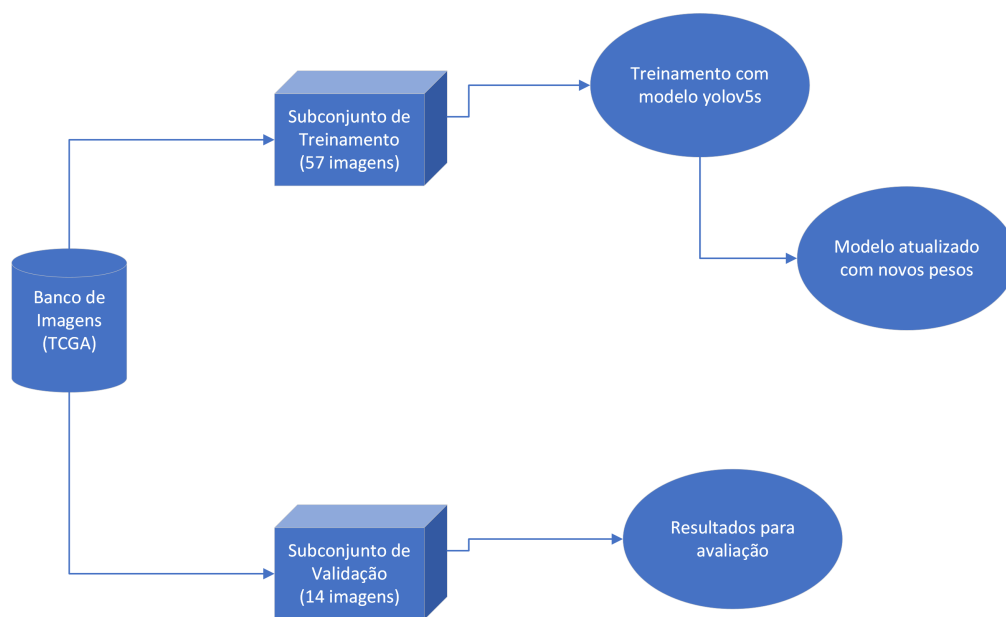 Treinamento com
modelo yolov5s
Subconjunto de
Treinamento
(57 imagens)
Modelo atualizado
com novos pesos
Banco de
Imagens
(TCGA)
Resultados para
avaliação
Subconjunto de
Validação
(14 imagens)